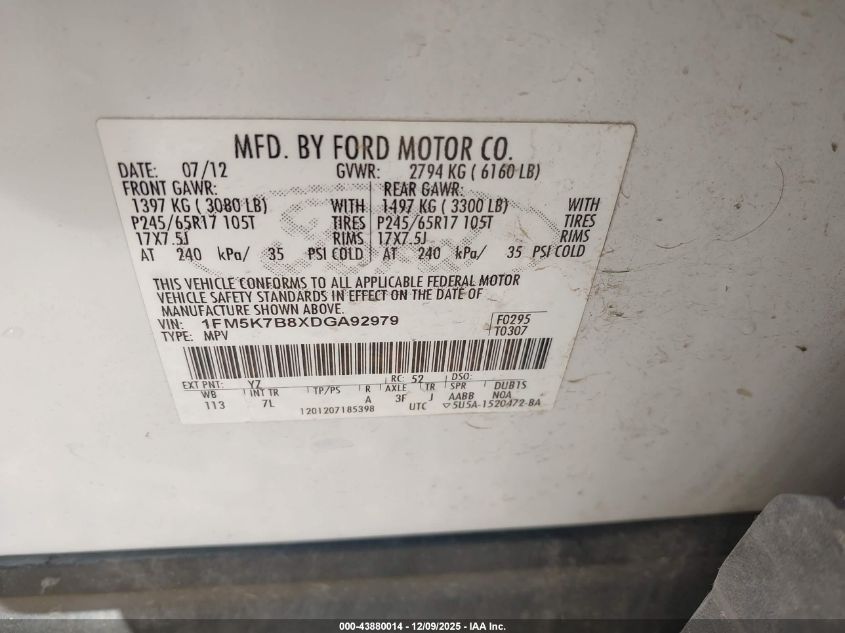 MFD. BY FORD MOTOR CO.
DATE: 07/12 GVWR: 2794 KG ( 6160 LB)
FRONT GAWR: REAR GAWR:
1397 KG ( 3080 LB) WITH 1497 KG ( 3300 LB) WITH
P245/65R17 105T TIRES P245/65R17 105T TIRES
17X7.5J RIMS 17X7.5J RIMS
AT 240 kPa/ 35 PSI COLD AT 240 kPa/ 35 PSI COLD
THIS VEHICLE CONFORMS TO ALL APPLICABLE FEDERAL MOTOR
VEHICLE SAFETY STANDARDS IN EFFECT ON THE DATE OF
MANUFACTURE SHOWN ABOVE.
VIN: 1FM5K7B8XDGA92979 F0295
TYPE: MPV T0307
EXT PNT: YZ RC: 52 DSO:
WB INT TR TP/PS R AXLE TR SPR DUB1S
113 7L A 3F J AABB NOA
1201207185398 UTC ▽5U5A-1520472-BA
000-43880014 - 12/09/2025 - IAA Inc.